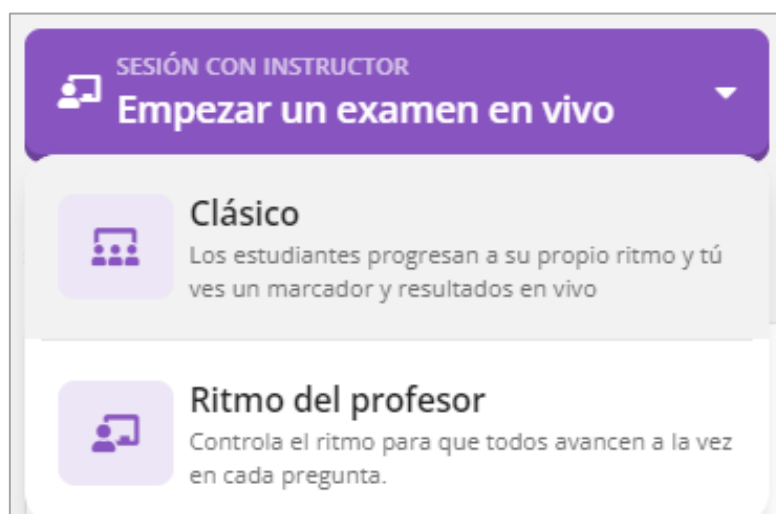 SESIÓN CON INSTRUCTOR
Empezar un examen en vivo
Clásico
Los estudiantes progresan a su propio ritmo y tú
ves un marcador y resultados en vivo
Ritmo del profesor
Controla el ritmo para que todos avancen a la vez
en cada pregunta.